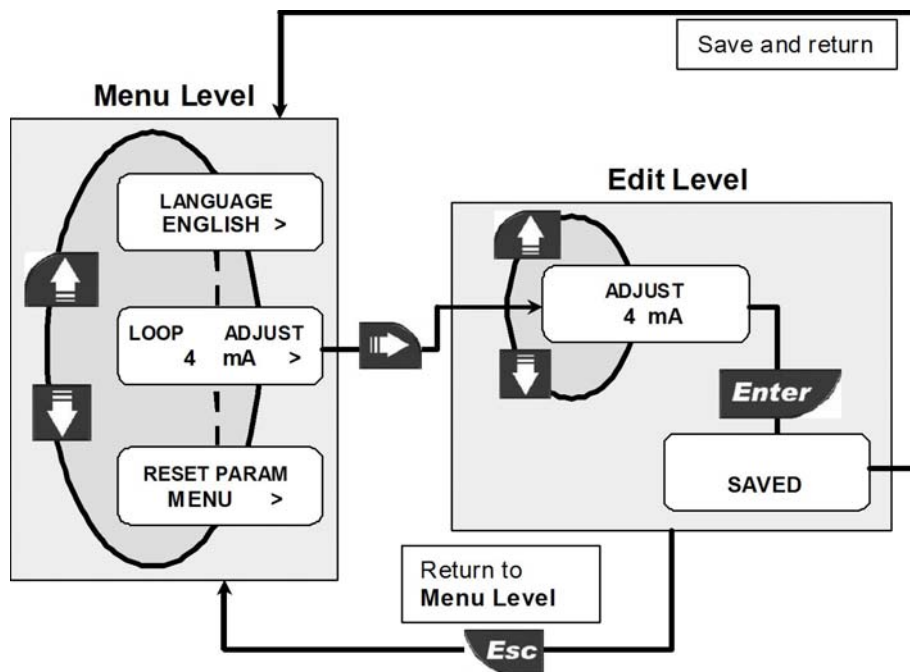 Save and return
Menu Level
LANGUAGE
ENGLISH >
LOOP ADJUST
4 mA >
RESET PARAM
MENU >
Edit Level
ADJUST
4 mA
Enter
SAVED
Return to
Menu Level
Esc